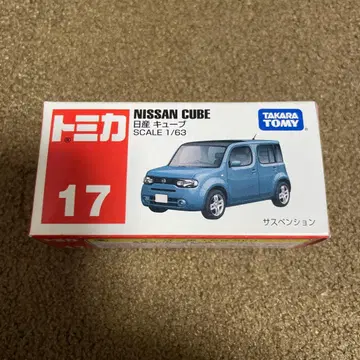 トミカ
17
NISSAN CUBE
日産 キューブ
SCALE 1/63
TAKARA
TOMY
サスペンション